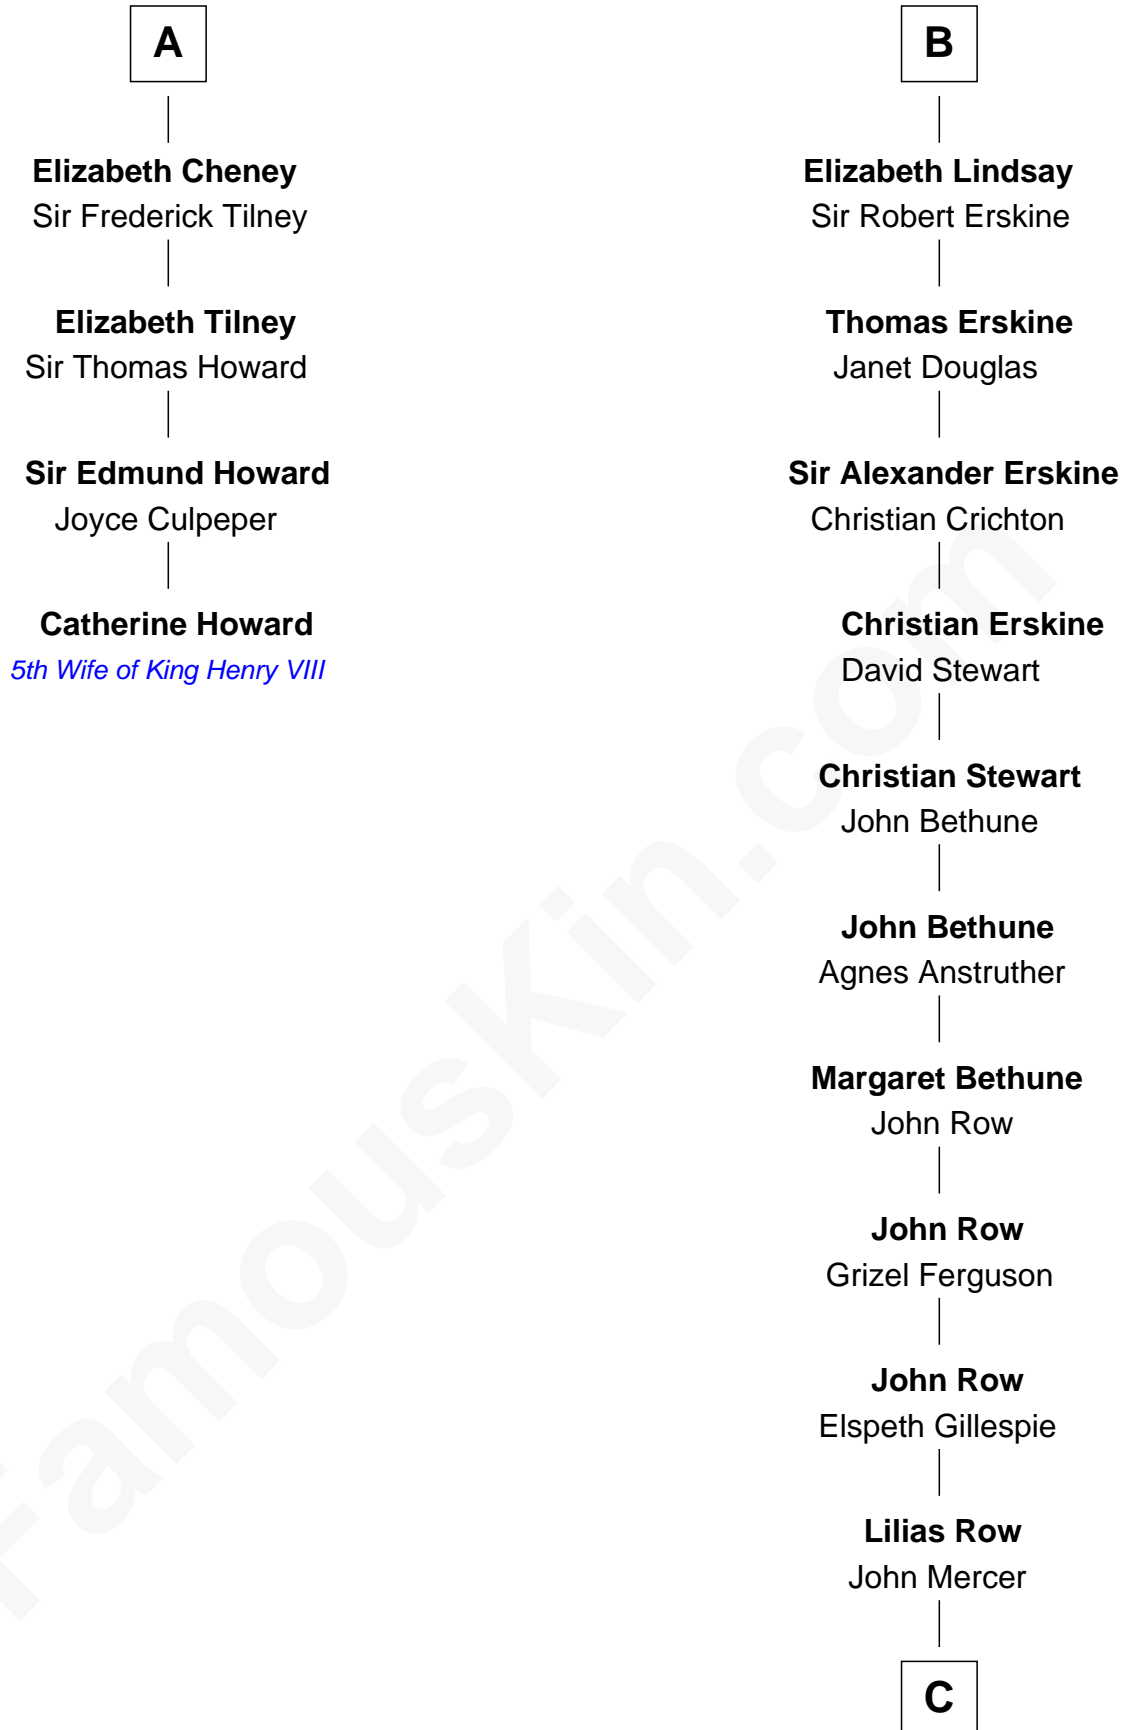 A
Elizabeth Cheney
Sir Frederick Tilney
Elizabeth Tilney
Sir Thomas Howard
Sir Edmund Howard
Joyce Culpeper
Catherine Howard
5th Wife of King Henry VIII
B
Elizabeth Lindsay
Sir Robert Erskine
Thomas Erskine
Janet Douglas
Sir Alexander Erskine
Christian Crichton
Christian Erskine
David Stewart
Christian Stewart
John Bethune
John Bethune
Agnes Anstruther
Margaret Bethune
John Row
John Row
Grizel Ferguson
John Row
Elspeth Gillespie
Lilias Row
John Mercer
C
FamousKin.com